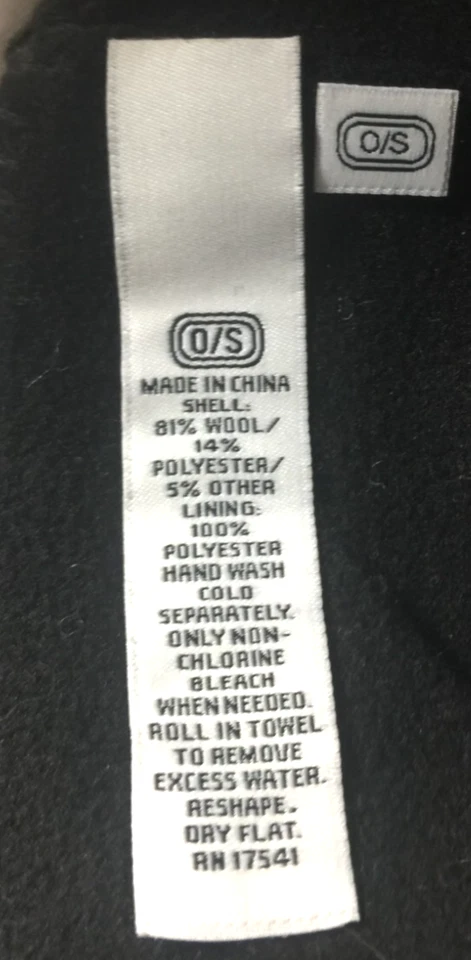 O/S
O/S
MADE IN CHINA
SHELL:
81% WOOL/
14%
POLYESTER/
5% OTHER
LINING:
100%
POLYESTER
HAND WASH
COLD
SEPARATELY.
ONLY NON-
CHLORINE
BLEACH
WHEN NEEDED.
ROLL IN TOWEL
TO REMOVE
EXCESS WATER.
RESHAPE.
DRY FLAT.
RN 17541